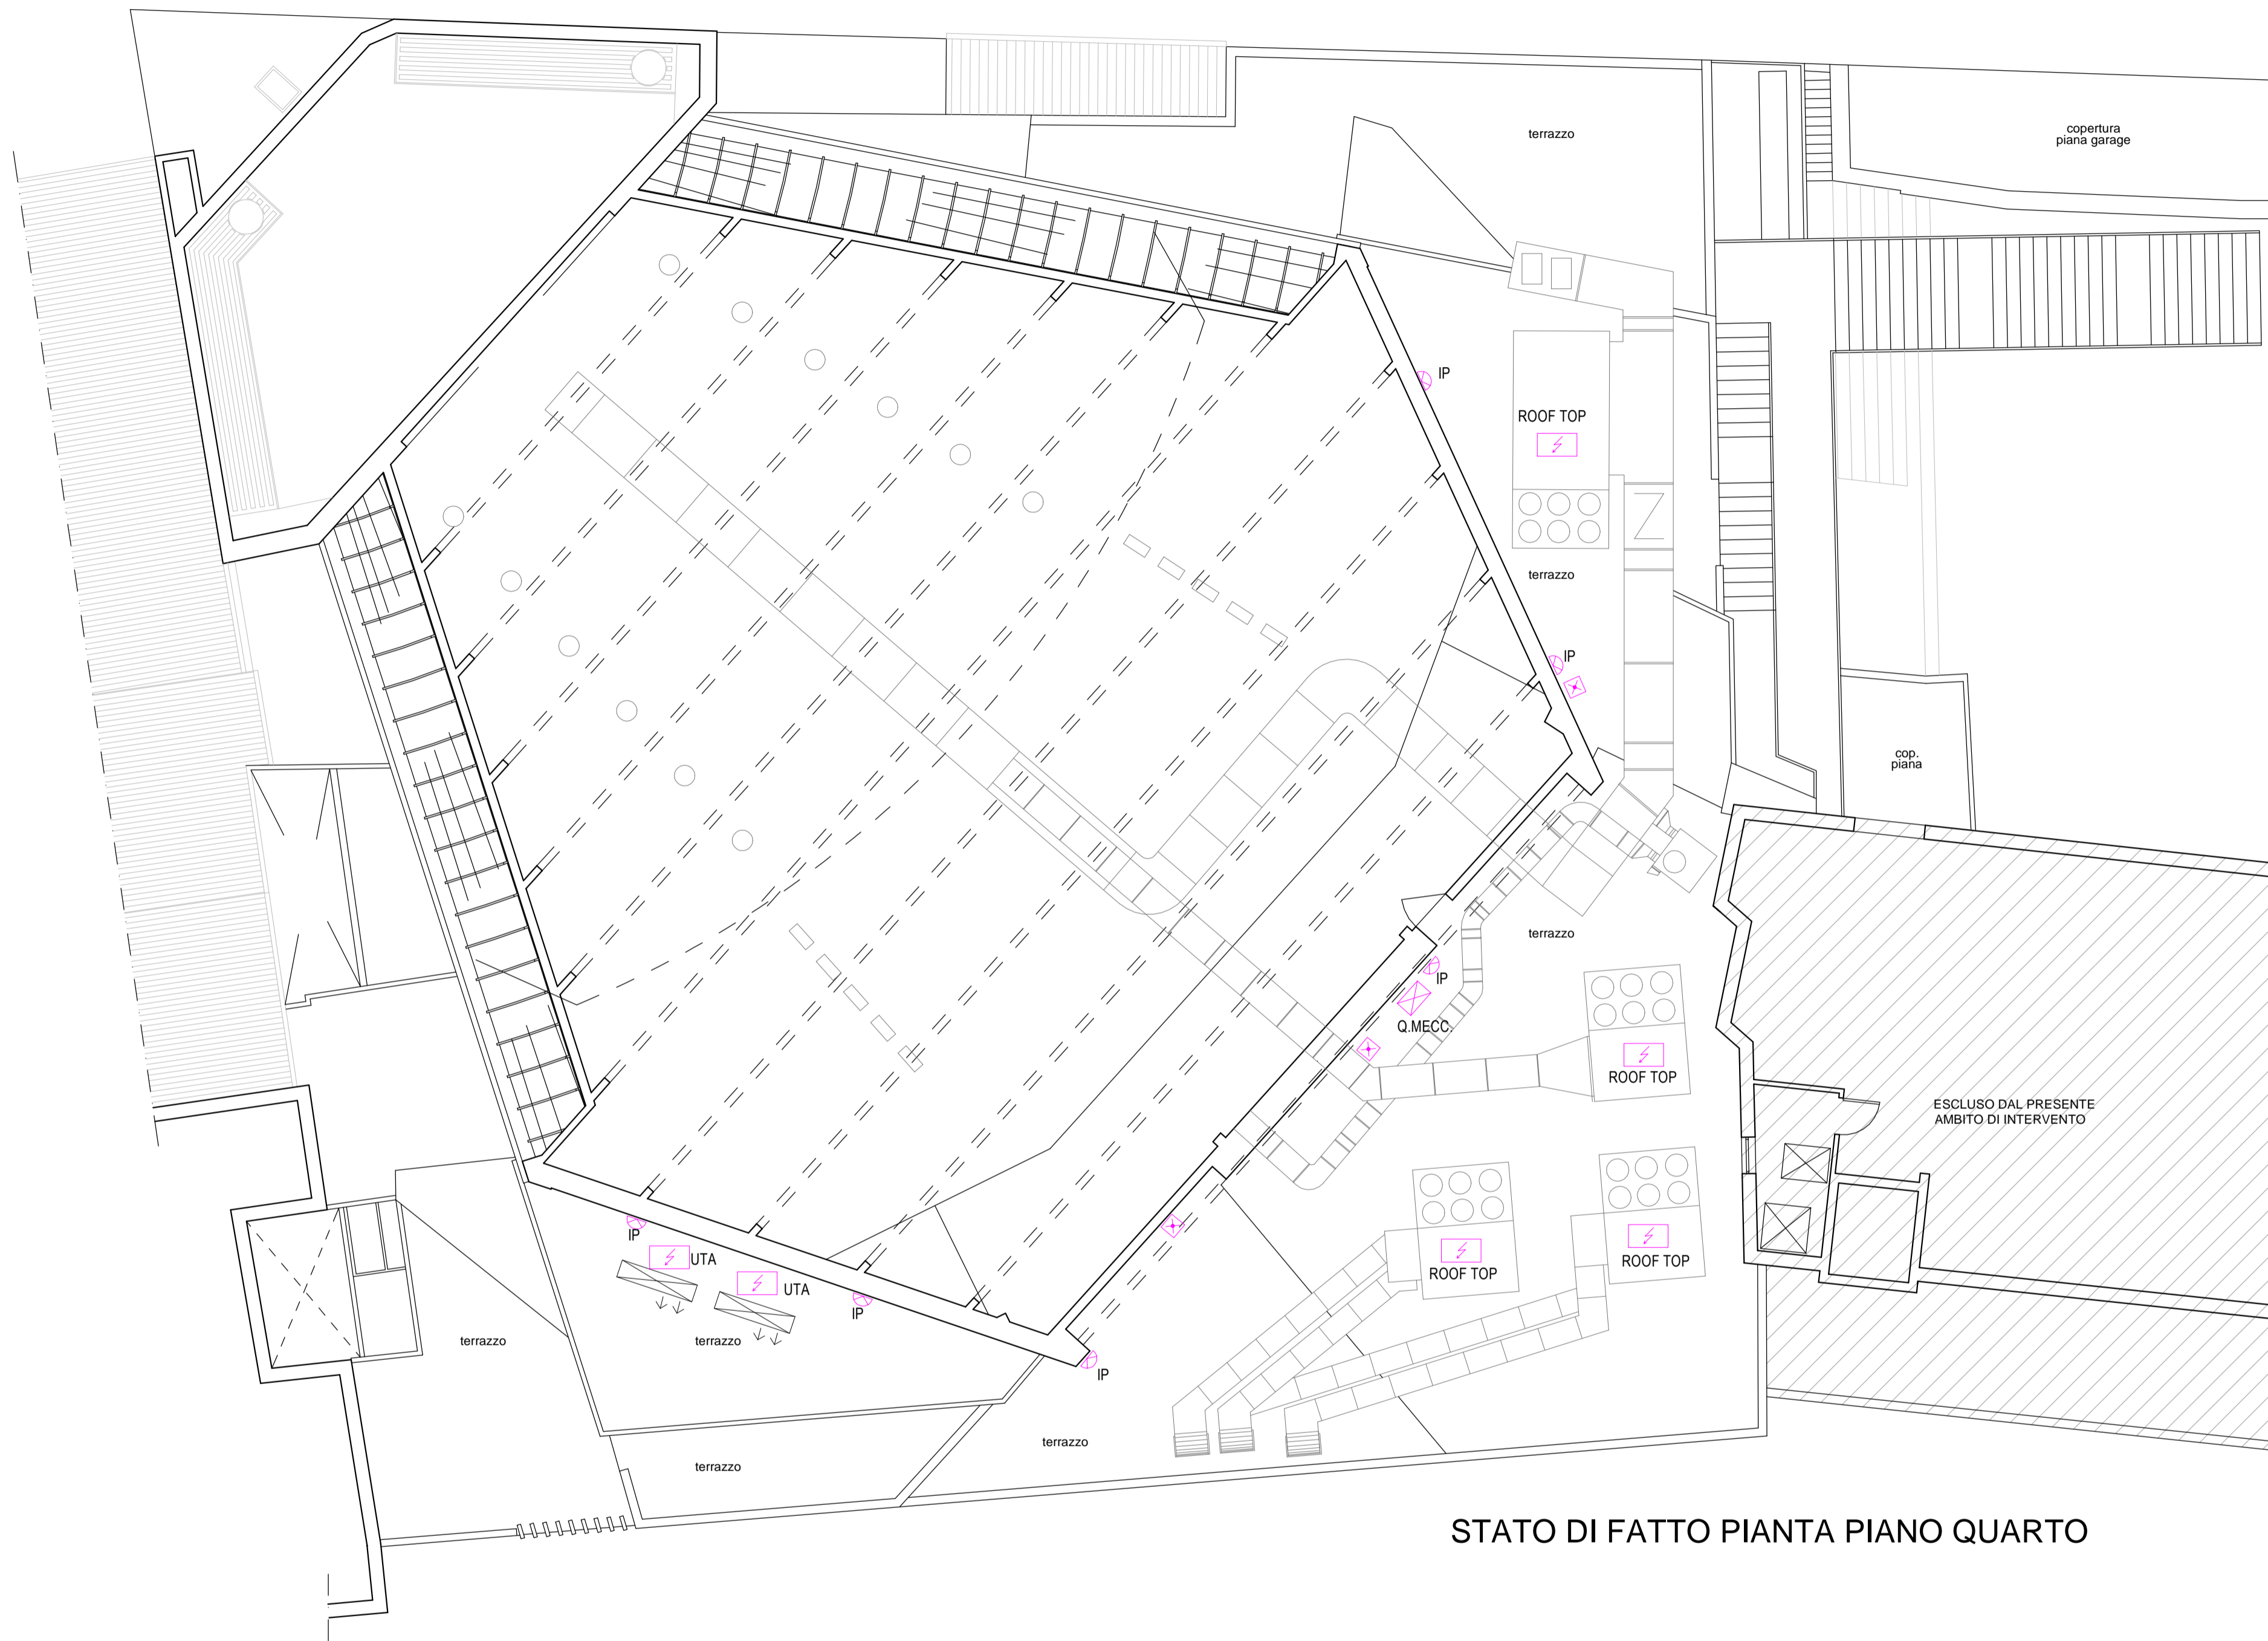 terrazzo
copertura
piana garage
IP
ROOF TOP
terrazzo
IP
cop.
piana
terrazzo
IP
Q.MECC.
ROOF TOP
ESCLUSO DAL PRESENTE
AMBITO DI INTERVENTO
IP
UTA
UTA
IP
ROOF TOP
ROOF TOP
terrazzo
terrazzo
IP
terrazzo
terrazzo
STATO DI FATTO PIANTA PIANO QUARTO